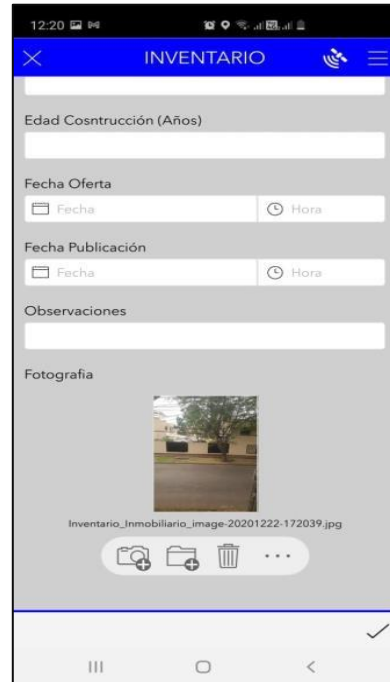 12:20
INVENTARIO
Edad Cosntrucción (Años)
Fecha Oferta
Fecha Hora
Fecha Publicación
Fecha Hora
Observaciones
Fotografia
Inventario_Inmobiliario_image-20201222-172039.jpg